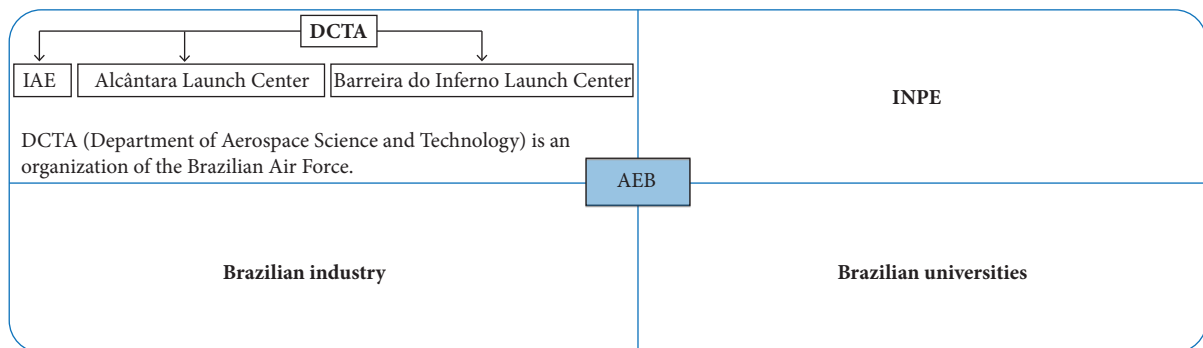 DCTA
IAE
Alcântara Launch Center
Barreira do Inferno Launch Center
DCTA (Department of Aerospace Science and Technology) is an
organization of the Brazilian Air Force.
INPE
AEB
Brazilian industry
Brazilian universities